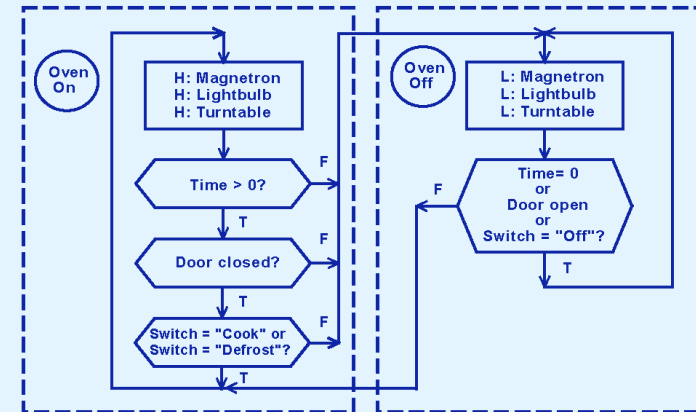 Oven
On
H: Magnetron
H: Lightbulb
H: Turntable
Time > 0?
F
T
Door closed?
F
T
Switch = "Cook" or
Switch = "Defrost"?
F
T
Oven
Off
L: Magnetron
L: Lightbulb
L: Turntable
Time= 0
or
Door open
or
Switch = "Off"?
F
T